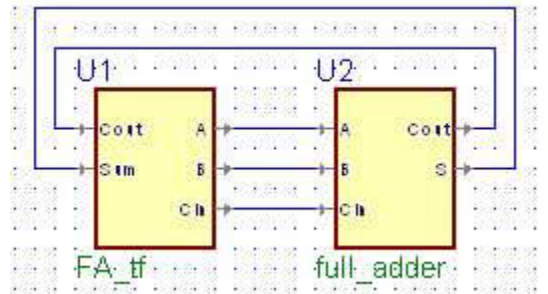 U1 U2
Cout A A Cout
Sum B B S
Cin Cin
FA_tf full_adder